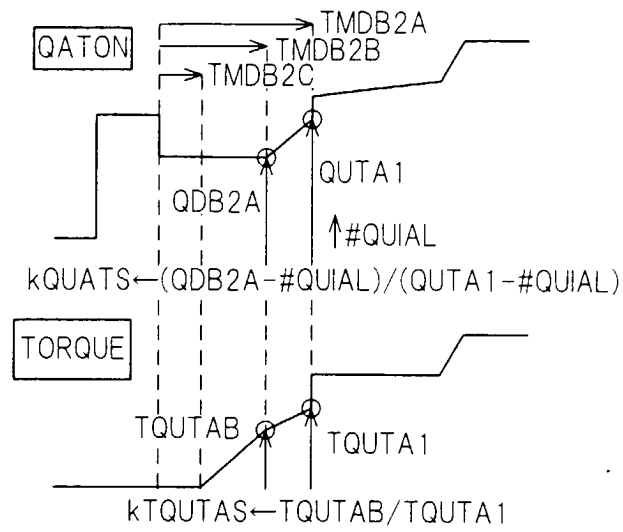 TMDB2A
QATON
TMDB2B
TMDB2C
QUTA1
QDB2A
↑#QUIAL
kQUATS←(QDB2A-#QUIAL)/(QUTA1-#QUIAL)
TORQUE
TQUTAB
TQUTA1
kTQUTAS←TQUTAB/TQUTA1